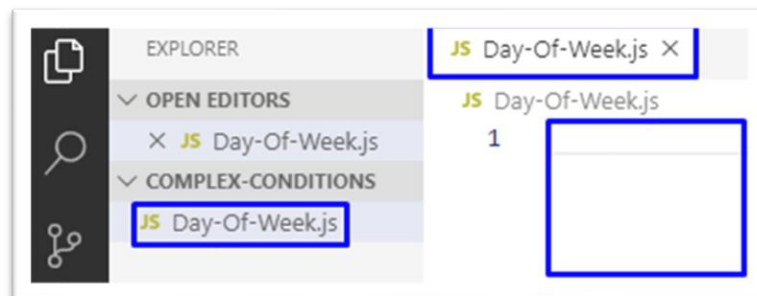 EXPLORER
OPEN EDITORS
JS Day-Of-Week.js
COMPLEX-CONDITIONS
JS Day-Of-Week.js
JS Day-Of-Week.js
JS Day-Of-Week.js
1